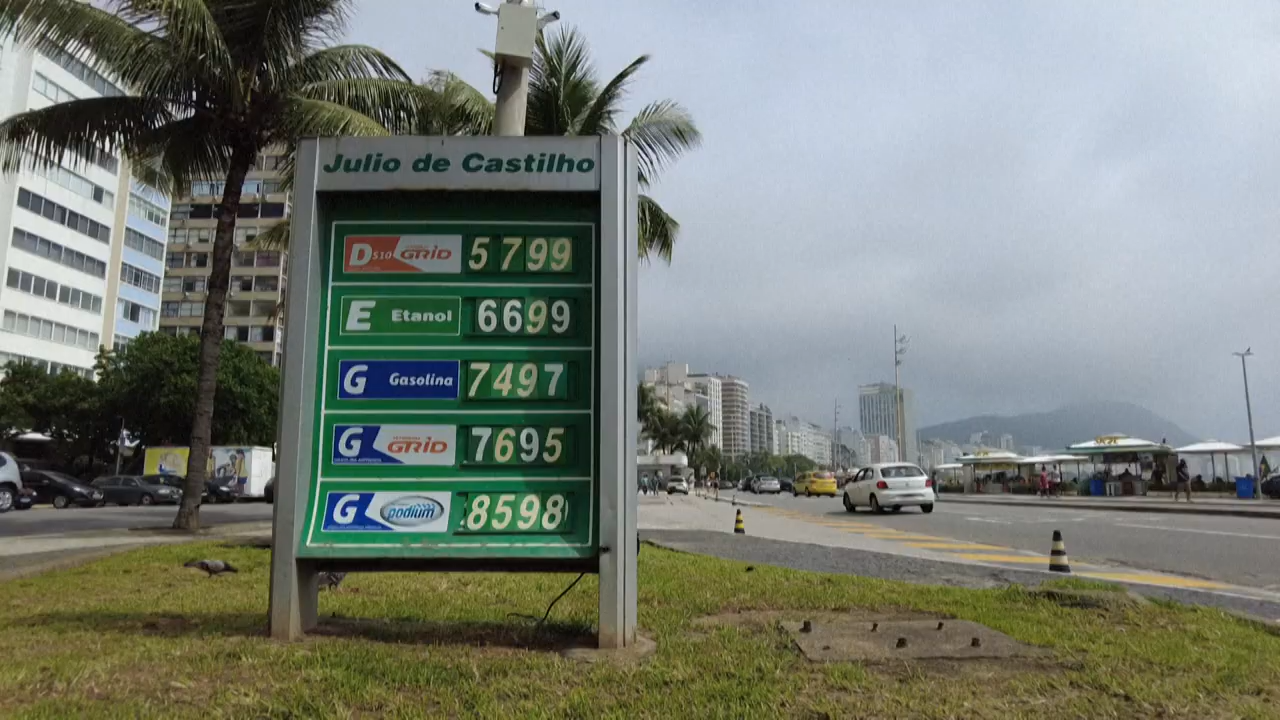 Julio de Castilho
D S10 GRID 5799
E Etanol 6699
G Gasolina 7497
G GRID 7695
G podium 8598